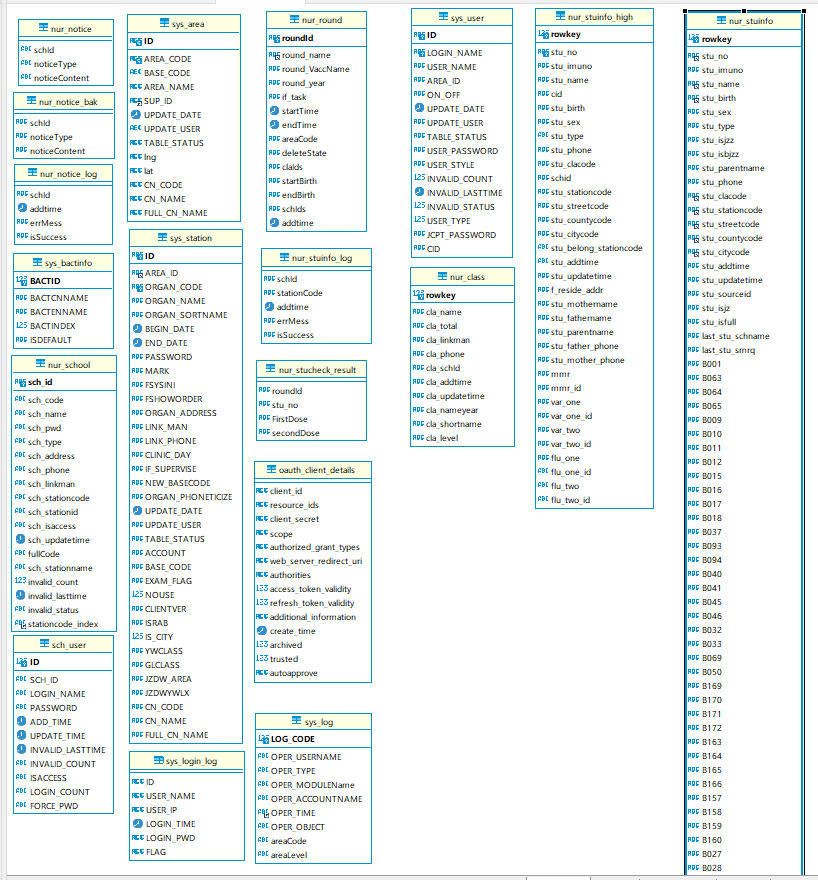 nur_notice
schId
noticeType
noticeContent
nur_notice_bak
schId
noticeType
noticeContent
nur_notice_log
schId
addtime
errMess
isSuccess
sys_bactinfo
BACTID
BACTCNNAME
BACTENNAME
BACTINDEX
ISDEFAULT
nur_school
sch_id
sch_code
sch_name
sch_pwd
sch_type
sch_address
sch_phone
sch_linkman
sch_stationcode
sch_stationid
sch_isaccess
sch_updatetime
fullCode
sch_stationname
invalid_count
invalid_lasttime
invalid_status
stationcode_index
sch_user
ID
SCH_ID
LOGIN_NAME
PASSWORD
ADD_TIME
UPDATE_TIME
INVALID_LASTTIME
INVALID_COUNT
ISACCESS
LOGIN_COUNT
FORCE_PWD
sys_area
ID
AREA_CODE
BASE_CODE
AREA_NAME
SUP_ID
UPDATE_DATE
UPDATE_USER
TABLE_STATUS
lng
lat
CN_CODE
CN_NAME
FULL_CN_NAME
sys_station
ID
AREA_ID
ORGAN_CODE
ORGAN_NAME
ORGAN_SORTNAME
BEGIN_DATE
END_DATE
PASSWORD
MARK
FSYSINI
FSHOWORDER
ORGAN_ADDRESS
LINK_MAN
LINK_PHONE
CLINIC_DAY
IF_SUPERVISE
NEW_BASECODE
ORGAN_PHONETICIZE
UPDATE_DATE
UPDATE_USER
TABLE_STATUS
ACCOUNT
BASE_CODE
EXAM_FLAG
NOUSE
CLIENTVER
ISRAB
IS_CITY
YWCLASS
GLCLASS
JZDW_AREA
JZDWYWLX
CN_CODE
CN_NAME
FULL_CN_NAME
sys_login_log
ID
USER_NAME
USER_IP
LOGIN_TIME
LOGIN_PWD
FLAG
nur_round
roundId
round_name
round_VaccName
round_year
if_task
startTime
endTime
areaCode
deleteState
claIds
startBirth
endBirth
schIds
addtime
nur_stuinfo_log
schId
stationCode
addtime
errMess
isSuccess
nur_stucheck_result
roundId
stu_no
FirstDose
secondDose
oauth_client_details
client_id
resource_ids
client_secret
scope
authorized_grant_types
web_server_redirect_uri
authorities
access_token_validity
refresh_token_validity
additional_information
create_time
archived
trusted
autoapprove
sys_log
LOG_CODE
OPER_USERNAME
OPER_TYPE
OPER_MODULEName
OPER_ACCOUNTNAME
OPER_TIME
OPER_OBJECT
areaCode
areaLevel
sys_user
ID
LOGIN_NAME
USER_NAME
AREA_ID
ON_OFF
UPDATE_DATE
UPDATE_USER
TABLE_STATUS
USER_PASSWORD
USER_STYLE
INVALID_COUNT
INVALID_LASTTIME
INVALID_STATUS
USER_TYPE
JCPT_PASSWORD
CID
nur_class
rowkey
cla_name
cla_total
cla_linkman
cla_phone
cla_schId
cla_addtime
cla_updatetime
cla_nameyear
cla_shortname
cla_level
nur_stuinfo_high
rowkey
stu_no
stu_imuno
stu_name
cid
stu_birth
stu_sex
stu_type
stu_phone
stu_clacode
schid
stu_stationcode
stu_streetcode
stu_countycode
stu_citycode
stu_belong_stationcode
stu_addtime
stu_updatetime
f_reside_addr
stu_mothername
stu_fathername
stu_parentname
stu_father_phone
stu_mother_phone
mmr
mmr_id
var_one
var_one_id
var_two
var_two_id
flu_one
flu_one_id
flu_two
flu_two_id
nur_stuinfo
rowkey
stu_no
stu_imuno
stu_name
stu_birth
stu_sex
stu_type
stu_isjzz
stu_isbjzz
stu_parentname
stu_phone
stu_clacode
stu_stationcode
stu_streetcode
stu_countycode
stu_citycode
stu_addtime
stu_updatetime
stu_sourceid
stu_isjz
stu_isfull
last_stu_schname
last_stu_smrq
B001
B063
B064
B065
B009
B010
B011
B012
B015
B016
B017
B018
B037
B093
B094
B040
B041
B045
B046
B032
B033
B069
B050
B169
B170
B171
B172
B163
B164
B165
B166
B157
B158
B159
B160
B027
B028